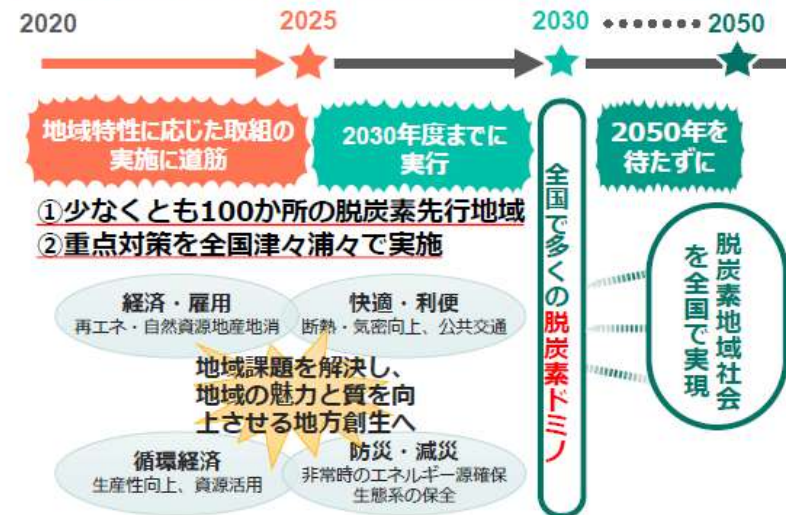 2020
2025
2030
2050
地域特性に応じた取組の
実施に道筋
2030年度までに
実行
2050年を
待たずに
①少なくとも100か所の脱炭素先行地域
②重点対策を全国津々浦々で実施
経済・雇用
再エネ・自然資源地産地消
快適・利便
断熱・気密向上、公共交通
地域課題を解決し、
地域の魅力と質を向
上させる地方創生へ
循環経済
生産性向上、資源活用
防災・減災
非常時のエネルギー源確保
生態系の保全
全国で多くの脱炭素ドミノ
脱炭素地域社会
を全国で実現